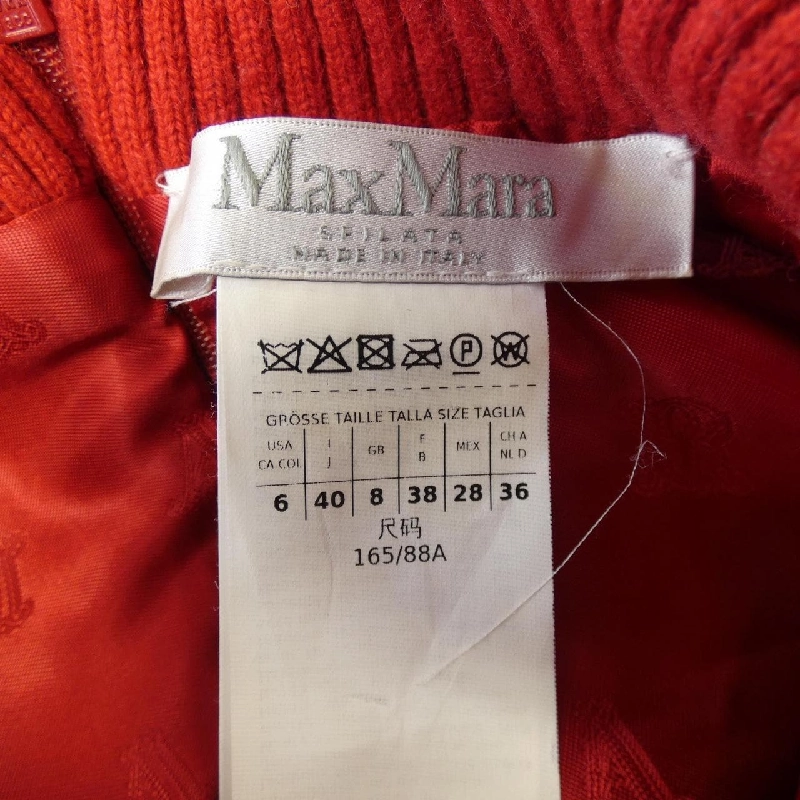 MaxMara
SFILATA
MADE IN ITALY
P W
GRÖSSE TAILLE TALLA SIZE TAGLIA
USA I GB F MEX CH A
CA COL J B NL D
6 40 8 38 28 36
尺码
165/88A